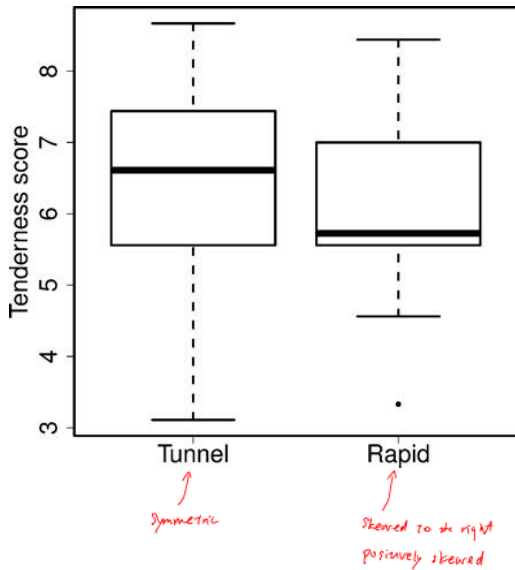 Tenderness score
8
7
6
5
4
3
Tunnel
Rapid
Symmetric
Skewed to the right
positively skewed